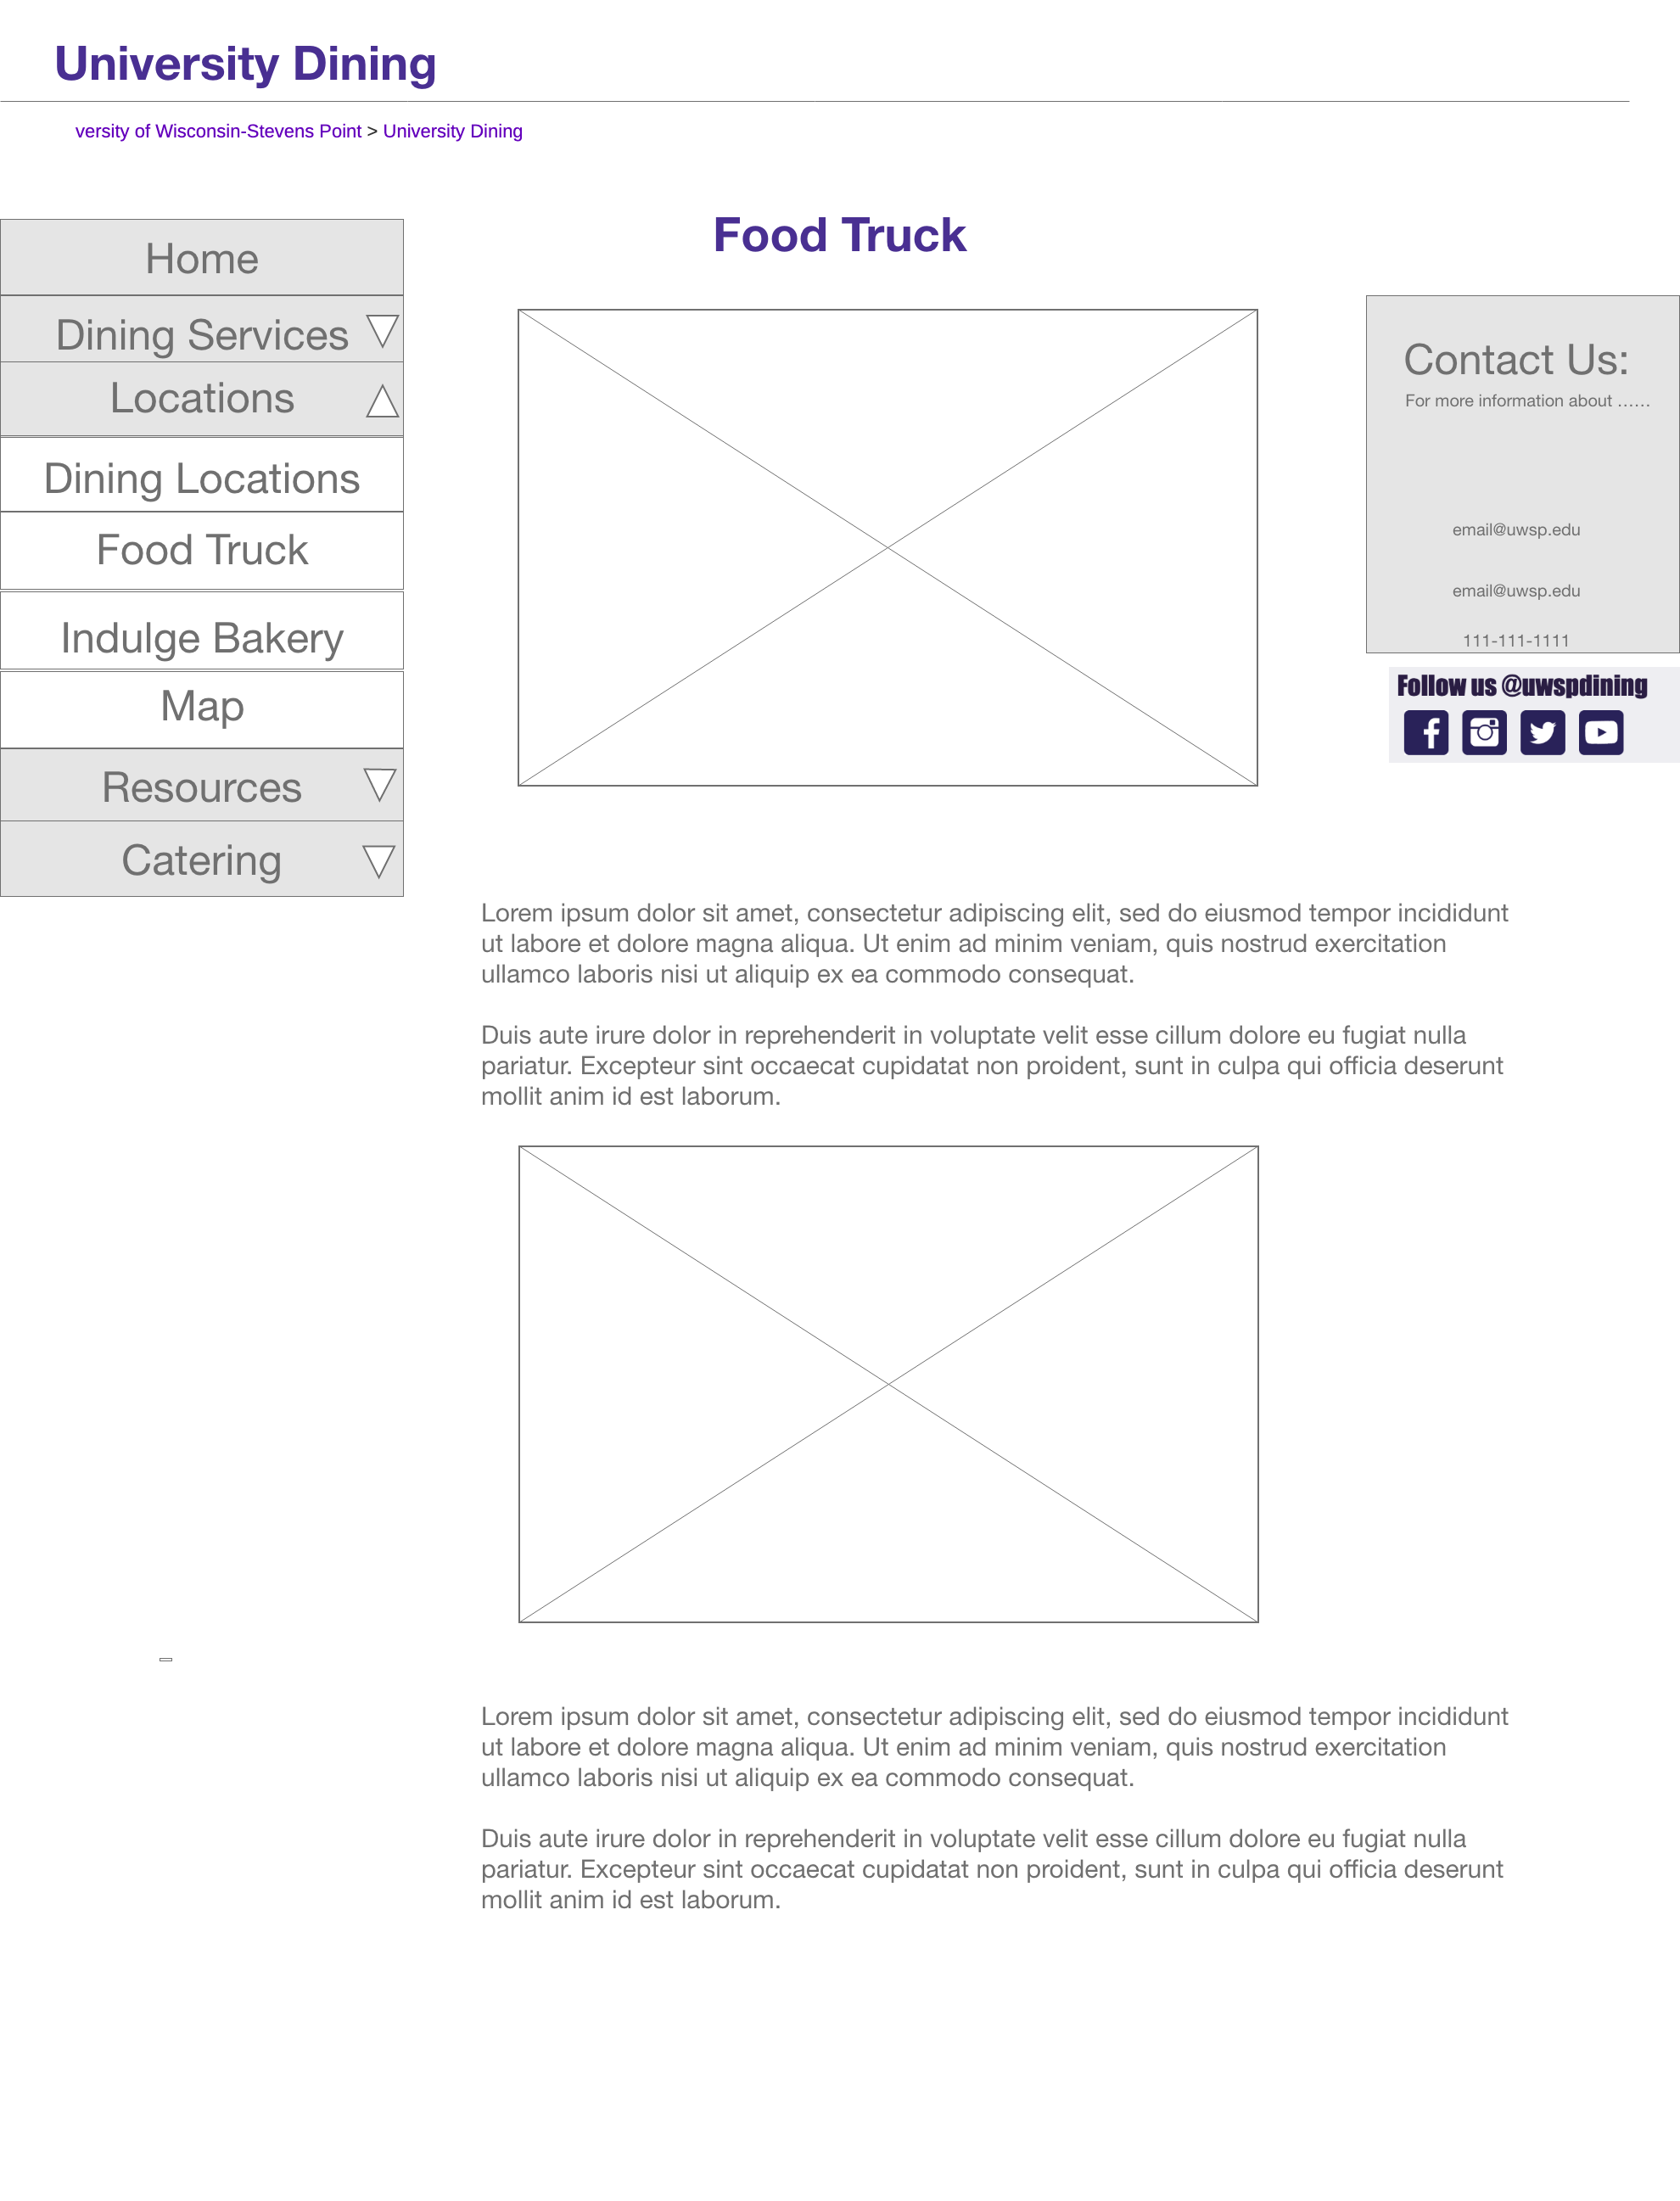 University Dining
versity of Wisconsin-Stevens Point > University Dining
Food Truck
Home
Dining Services
Locations
Dining Locations
Food Truck
Indulge Bakery
Map
Resources
Catering
Contact Us:
For more information about ......
email@uwsp.edu
email@uwsp.edu
111-111-1111
Follow us @uwspdining
Lorem ipsum dolor sit amet, consectetur adipiscing elit, sed do eiusmod tempor incididunt
ut labore et dolore magna aliqua. Ut enim ad minim veniam, quis nostrud exercitation
ullamco laboris nisi ut aliquip ex ea commodo consequat.
Duis aute irure dolor in reprehenderit in voluptate velit esse cillum dolore eu fugiat nulla
pariatur. Excepteur sint occaecat cupidatat non proident, sunt in culpa qui officia deserunt
mollit anim id est laborum.
Lorem ipsum dolor sit amet, consectetur adipiscing elit, sed do eiusmod tempor incididunt
ut labore et dolore magna aliqua. Ut enim ad minim veniam, quis nostrud exercitation
ullamco laboris nisi ut aliquip ex ea commodo consequat.
Duis aute irure dolor in reprehenderit in voluptate velit esse cillum dolore eu fugiat nulla
pariatur. Excepteur sint occaecat cupidatat non proident, sunt in culpa qui officia deserunt
mollit anim id est laborum.